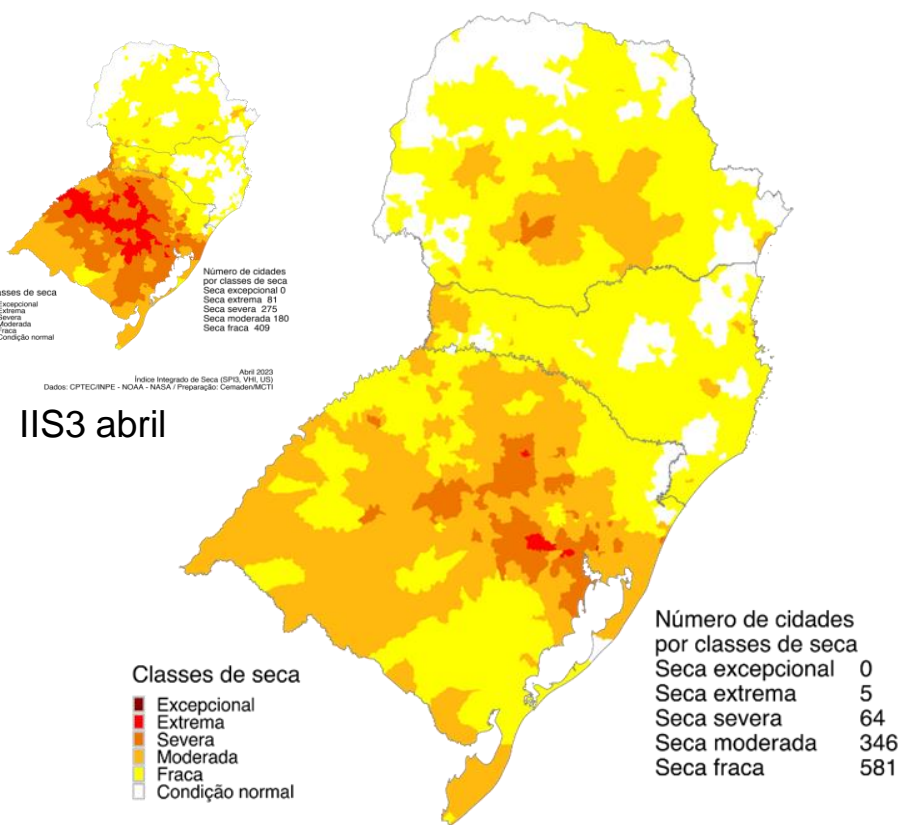 Número de cidades
por classes de seca
Seca excepcional 0
Seca extrema 81
Seca severa 275
Seca moderada 180
Seca fraca 409
asses de seca
Excepcional
Extrema
Severa
Moderada
Fraca
Condição normal
Abril 2023
Índice Integrado de Seca (SPI3, VHI, US)
Dados: CPTEC/INPE - NOAA - NASA / Preparação: Cemaden/MCTI
IIS3 abril
Classes de seca
Excepcional
Extrema
Severa
Moderada
Fraca
Condição normal
Número de cidades
por classes de seca
Seca excepcional 0
Seca extrema 5
Seca severa 64
Seca moderada 346
Seca fraca 581